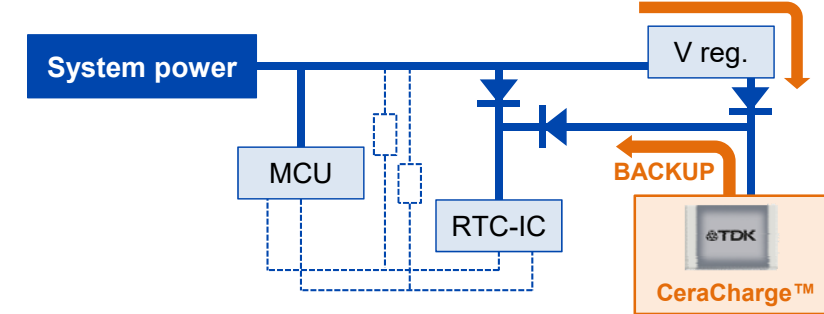 System power
V reg.
MCU
BACKUP
RTC-IC
TDK
CeraCharge™